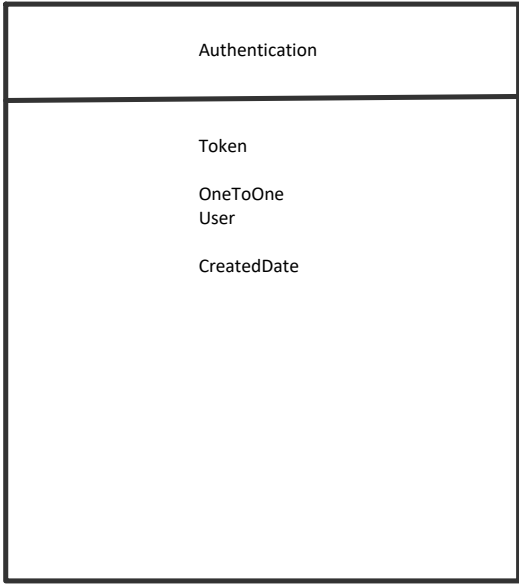 Authentication
Token
OneToOne
User
CreatedDate